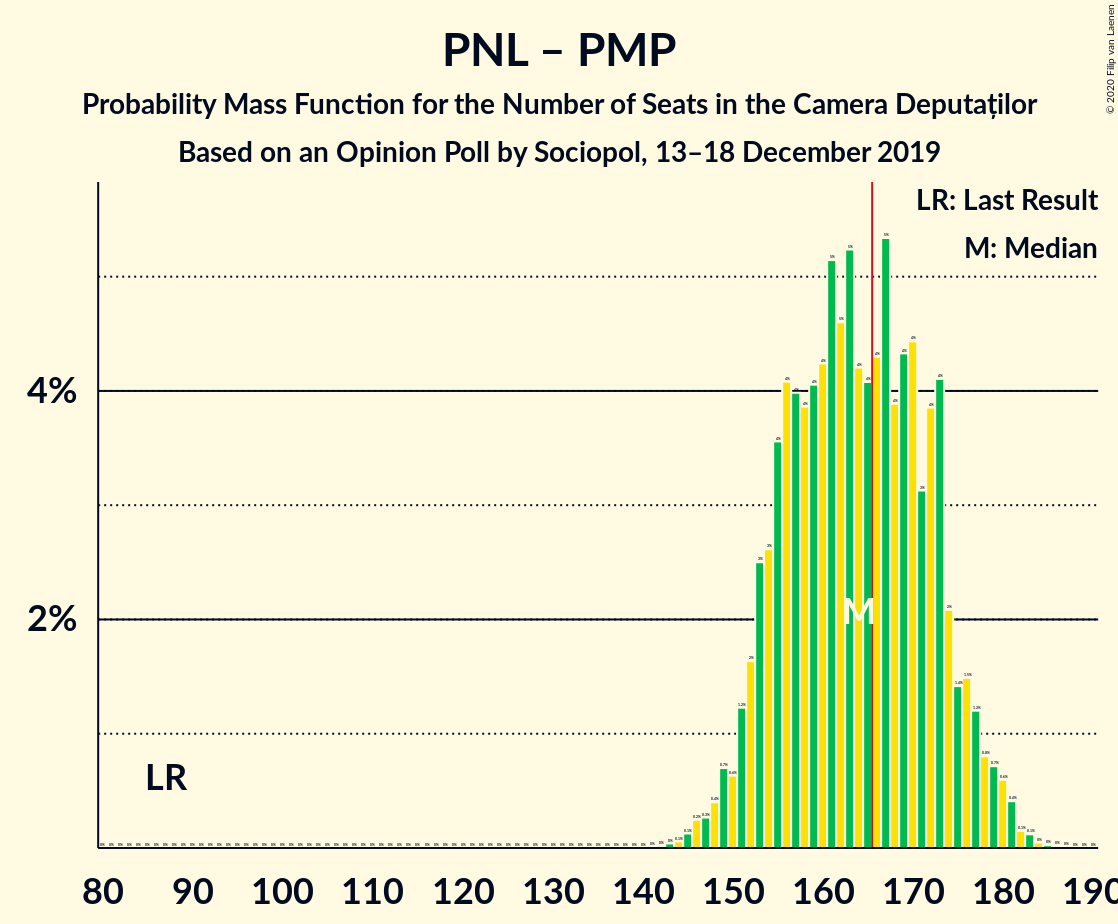 PNL – PMP
Probability Mass Function for the Number of Seats in the Camera Deputaților
Based on an Opinion Poll by Sociopol, 13–18 December 2019
© 2020 Filip van Laenen
LR: Last Result
M: Median
4%
2%
M
LR
80 90 100 110 120 130 140 150 160 170 180 190